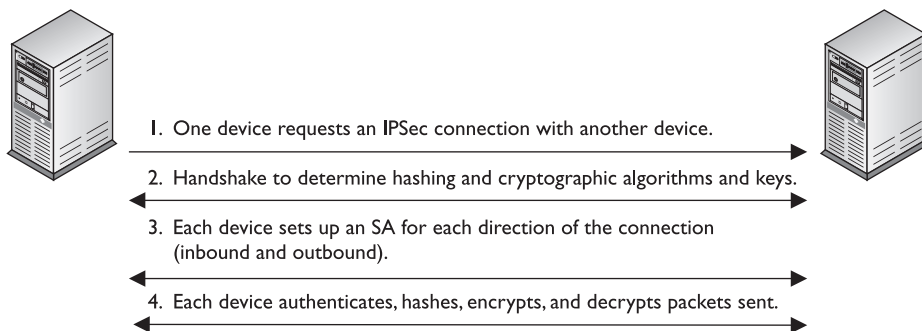 1. One device requests an IPSec connection with another device.
2. Handshake to determine hashing and cryptographic algorithms and keys.
3. Each device sets up an SA for each direction of the connection
(inbound and outbound).
4. Each device authenticates, hashes, encrypts, and decrypts packets sent.